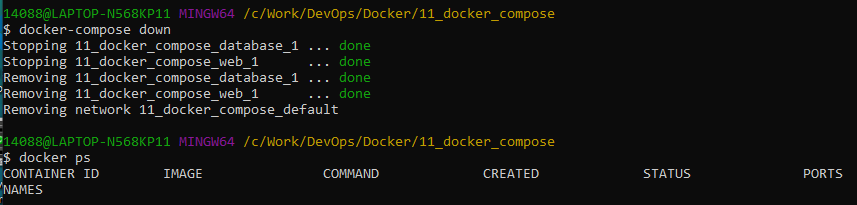 14088@LAPTOP-N568KP11 MINGW64 /c/Work/DevOps/Docker/11_docker_compose
$ docker-compose down
Stopping 11_docker_compose_database_1 ... done
Stopping 11_docker_compose_web_1      ... done
Removing 11_docker_compose_database_1 ... done
Removing 11_docker_compose_web_1      ... done
Removing network 11_docker_compose_default
14088@LAPTOP-N568KP11 MINGW64 /c/Work/DevOps/Docker/11_docker_compose
$ docker ps
CONTAINER ID        IMAGE               COMMAND             CREATED             STATUS              PORTS
NAMES